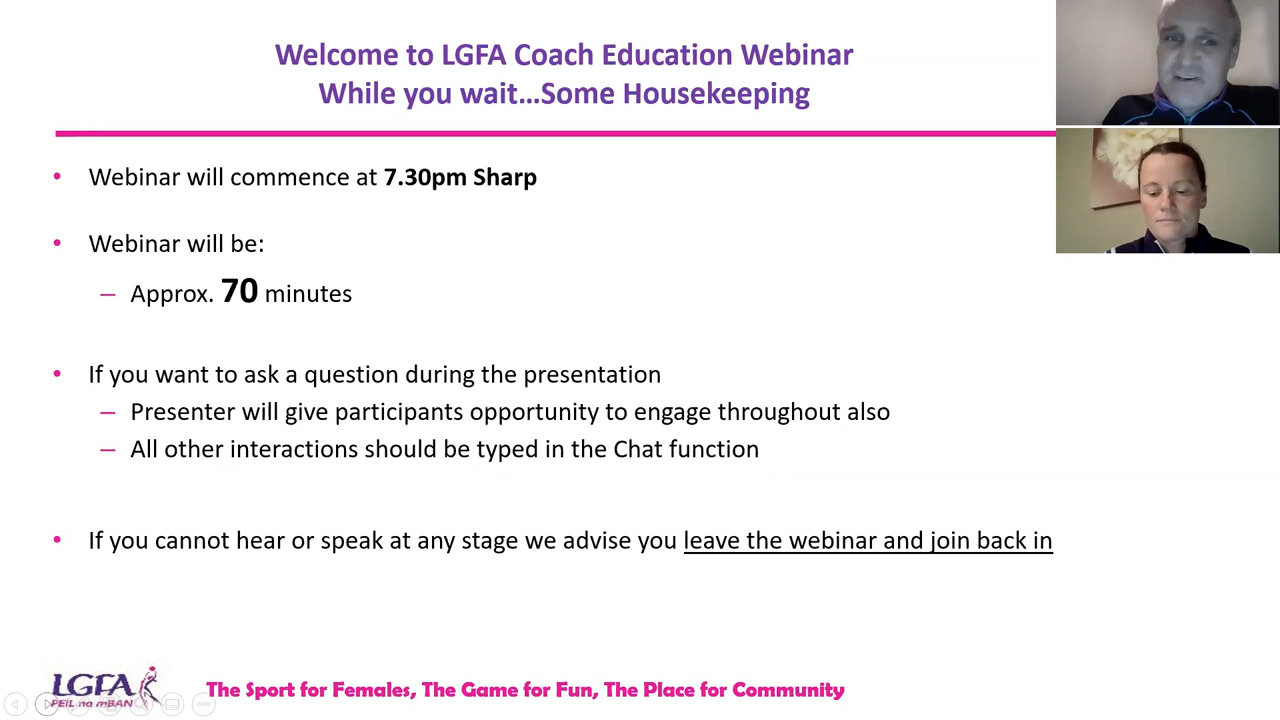 Welcome to LGFA Coach Education Webinar
While you wait...Some Housekeeping
• Webinar will commence at 7.30pm Sharp
• Webinar will be:
– Approx. 70 minutes
• If you want to ask a question during the presentation
– Presenter will give participants opportunity to engage throughout also
– All other interactions should be typed in the Chat function
• If you cannot hear or speak at any stage we advise you leave the webinar and join back in
LGFA
PEIL na mBAN
The Sport for Females, The Game for Fun, The Place for Community